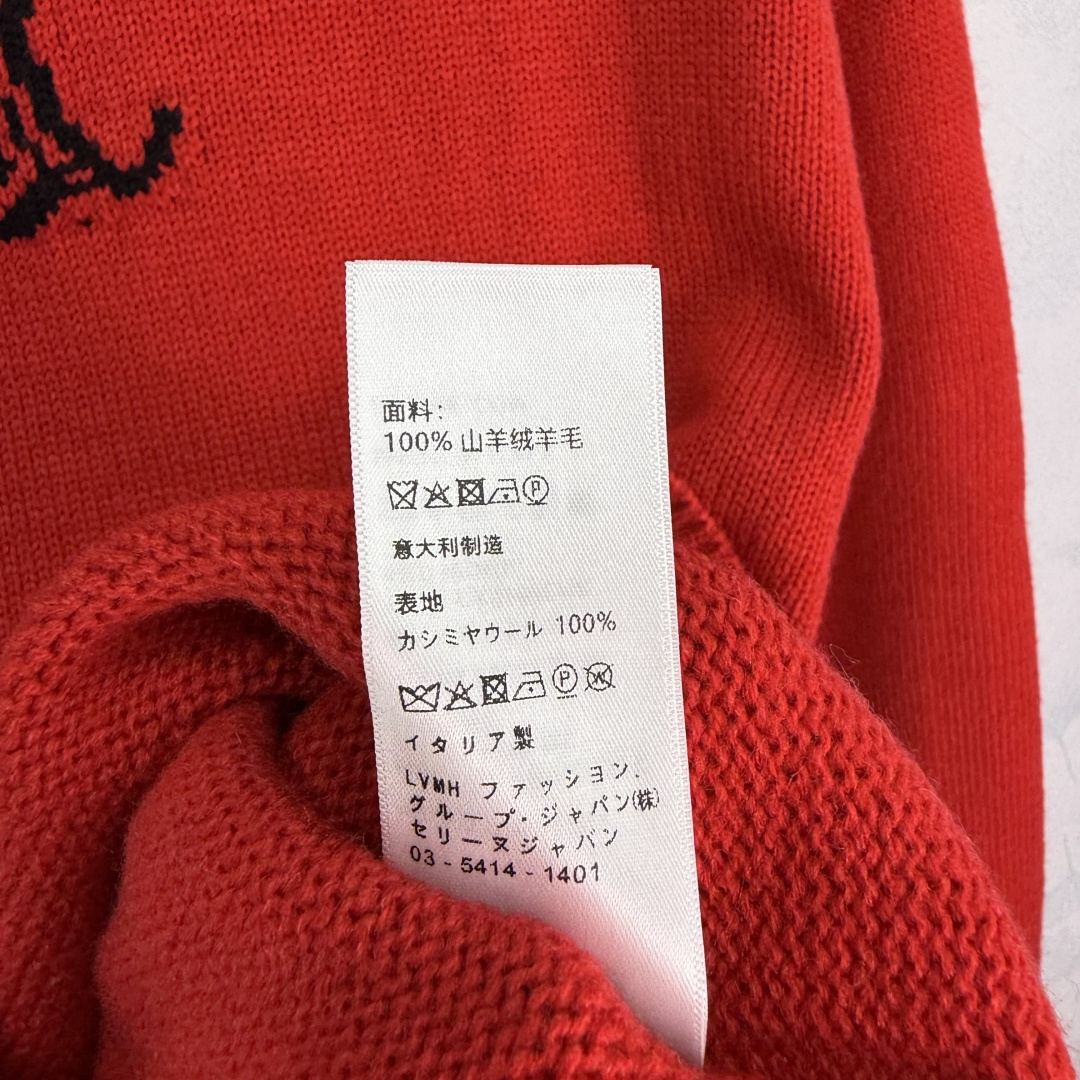 面料:
100% 山羊绒羊毛
意大利制造
表地
カシミヤウール 100%
イタリア製
LVMH ファッション.
グループ・ジャパン㈱
セリーヌジャパン
03 - 5414 - 1401